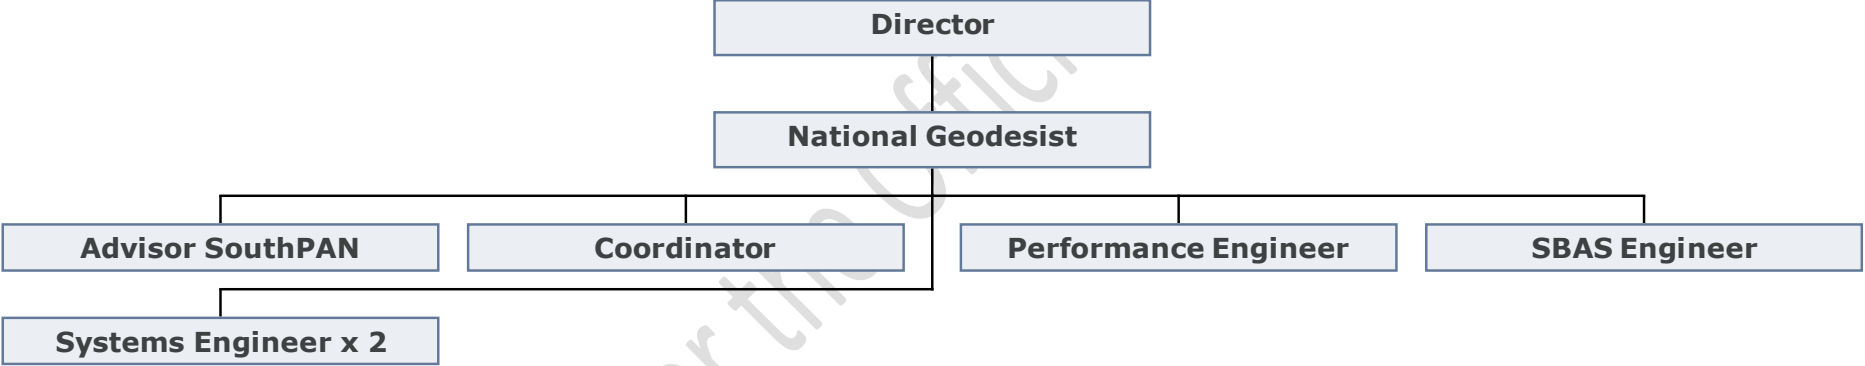 Director
National Geodesist
Advisor SouthPAN
Coordinator
Performance Engineer
SBAS Engineer
Systems Engineer x 2